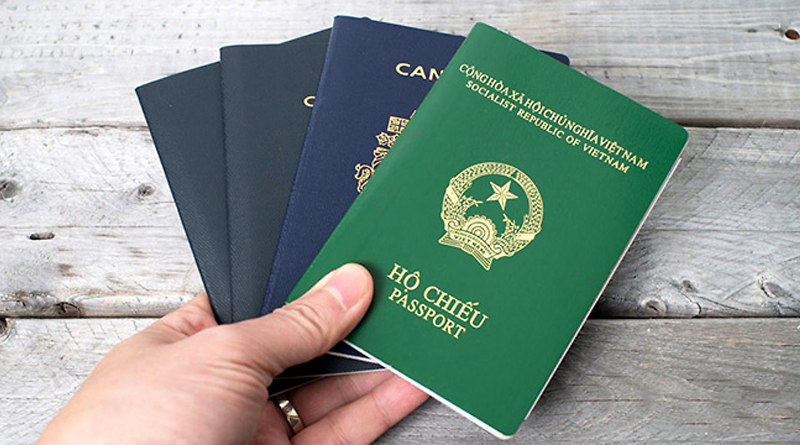 CỘNG HÒA XÃ HỘI CHỦ NGHĨA VIỆT NAM
SOCIALIST REPUBLIC OF VIETNAM
HỘ CHIẾU
PASSPORT
CAN
C